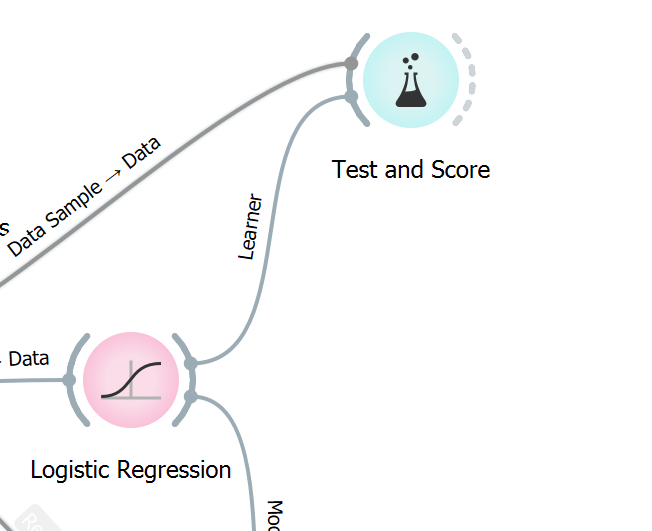 Test and Score
Data Sample → Data
s
Learner
Data
Logistic Regression